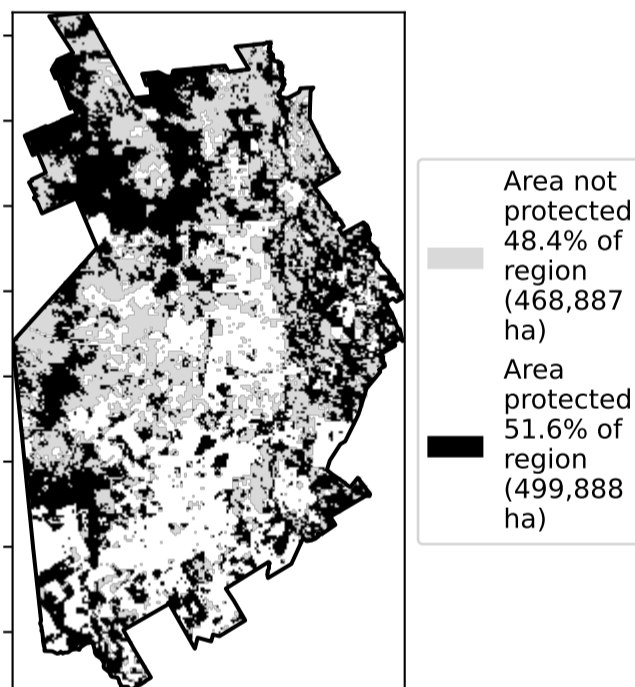 Area not
protected
48.4% of
region
(468,887
ha)
Area
protected
51.6% of
region
(499,888
ha)